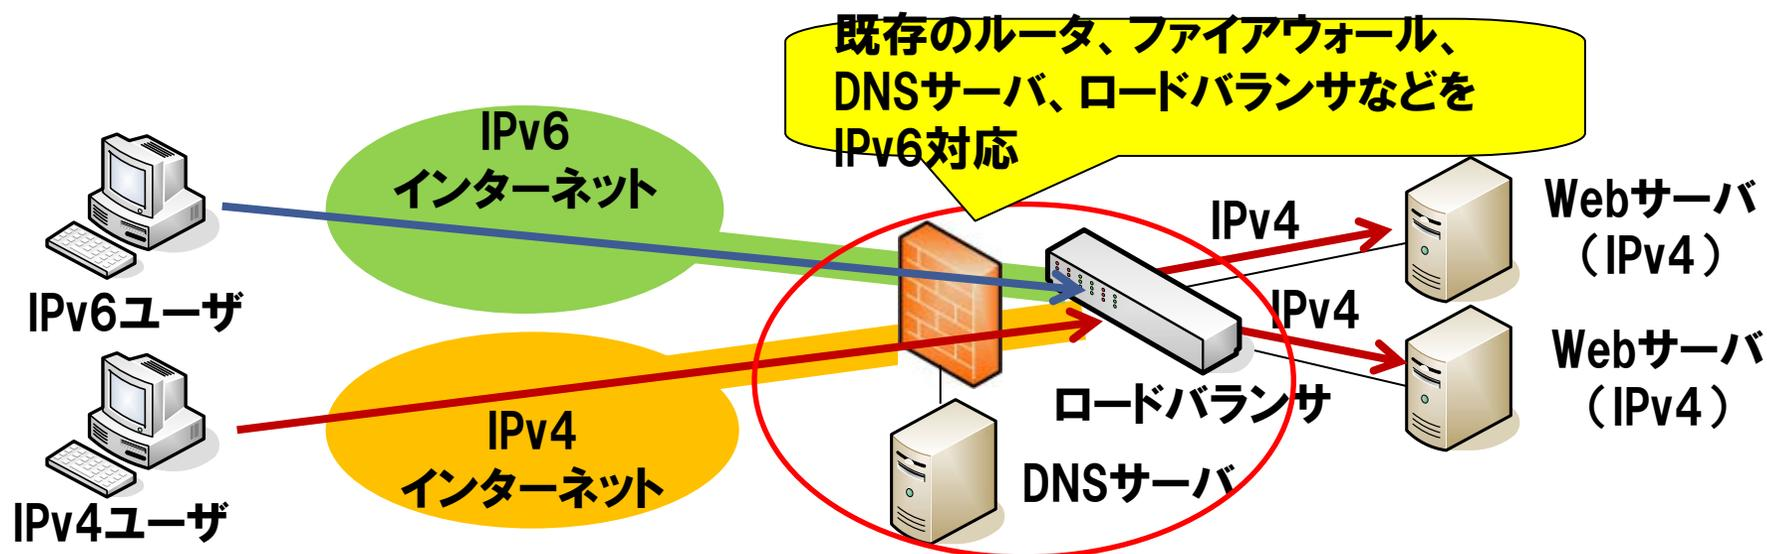 既存のルータ、ファイアウォール、
DNSサーバ、ロードバランサなどを
IPv6対応
IPv6
インターネット
IPv6ユーザ
IPv4
Webサーバ
(IPv4)
IPv4
Webサーバ
(IPv4)
ロードバランサ
IPv4
インターネット
DNSサーバ
IPv4ユーザ